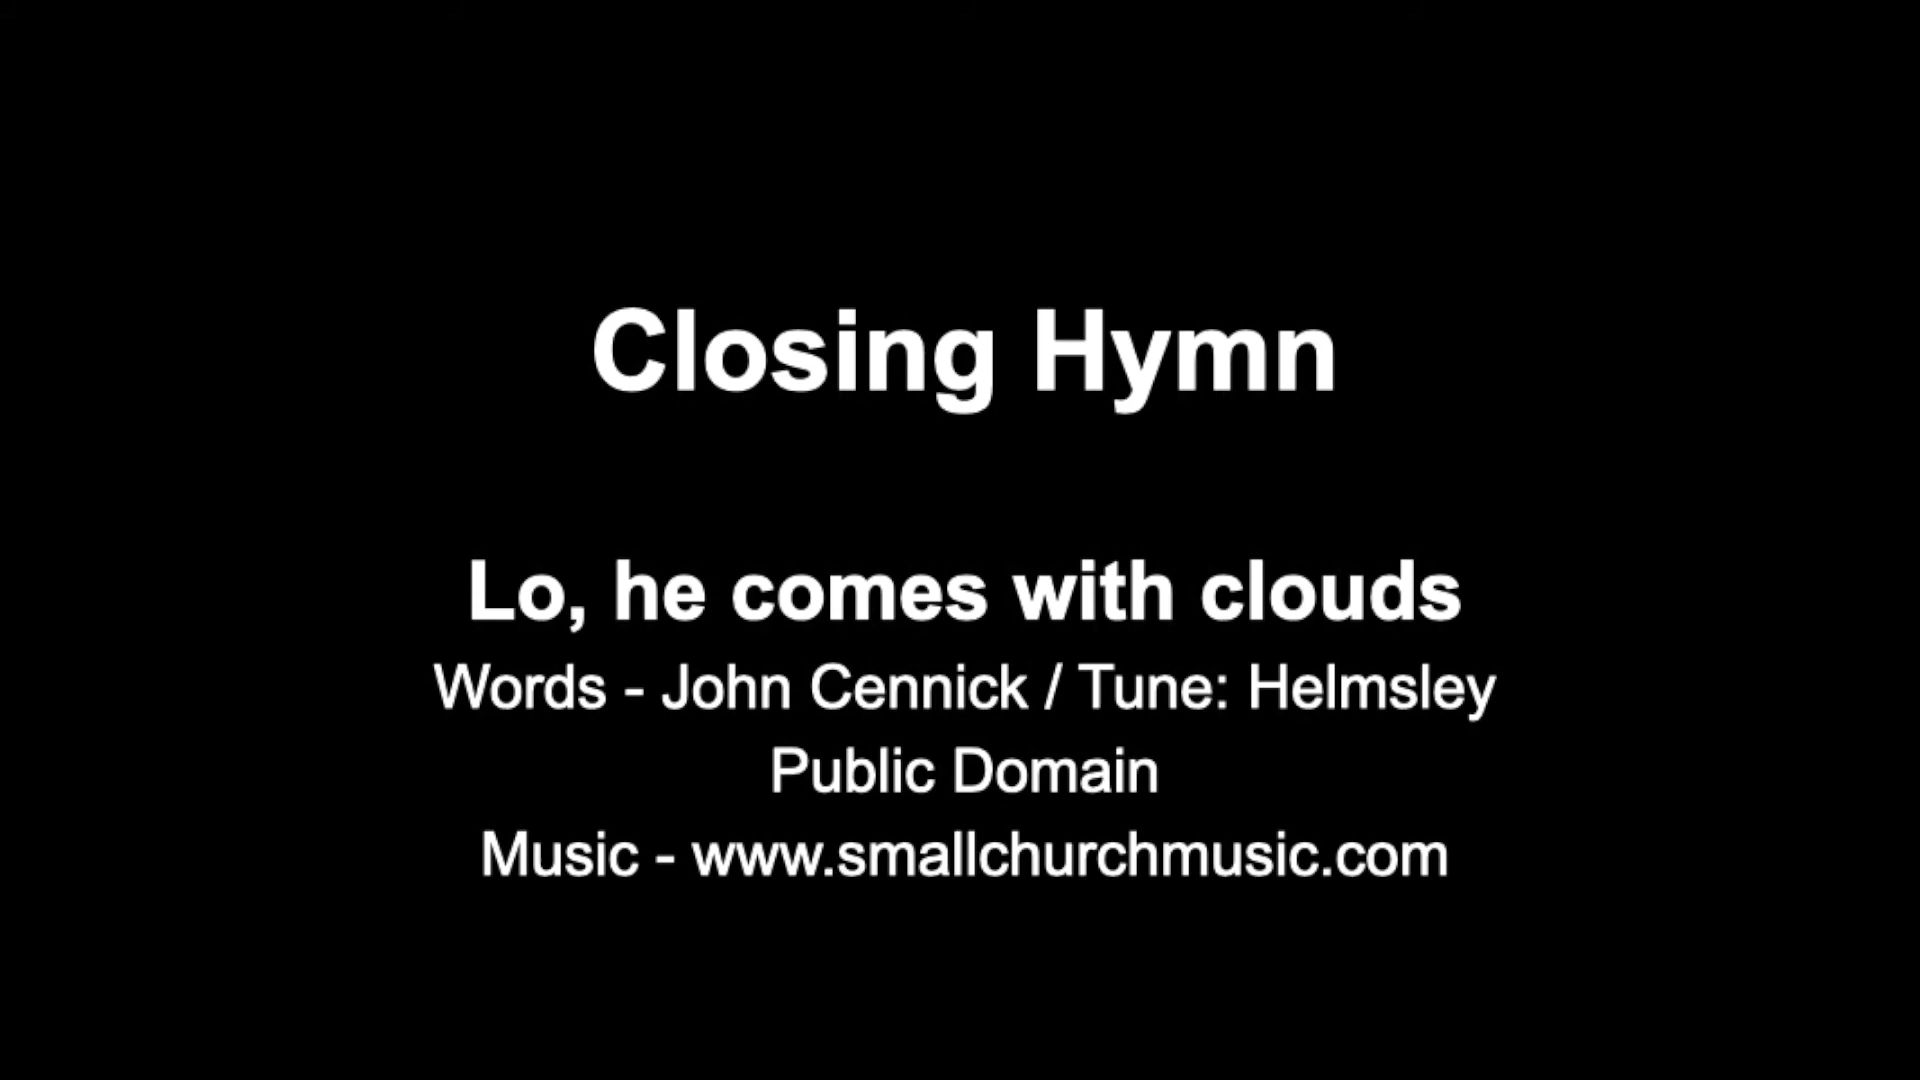 Closing Hymn
Lo, he comes with clouds
Words - John Cennick / Tune: Helmsley
Public Domain
Music - www.smallchurchmusic.com